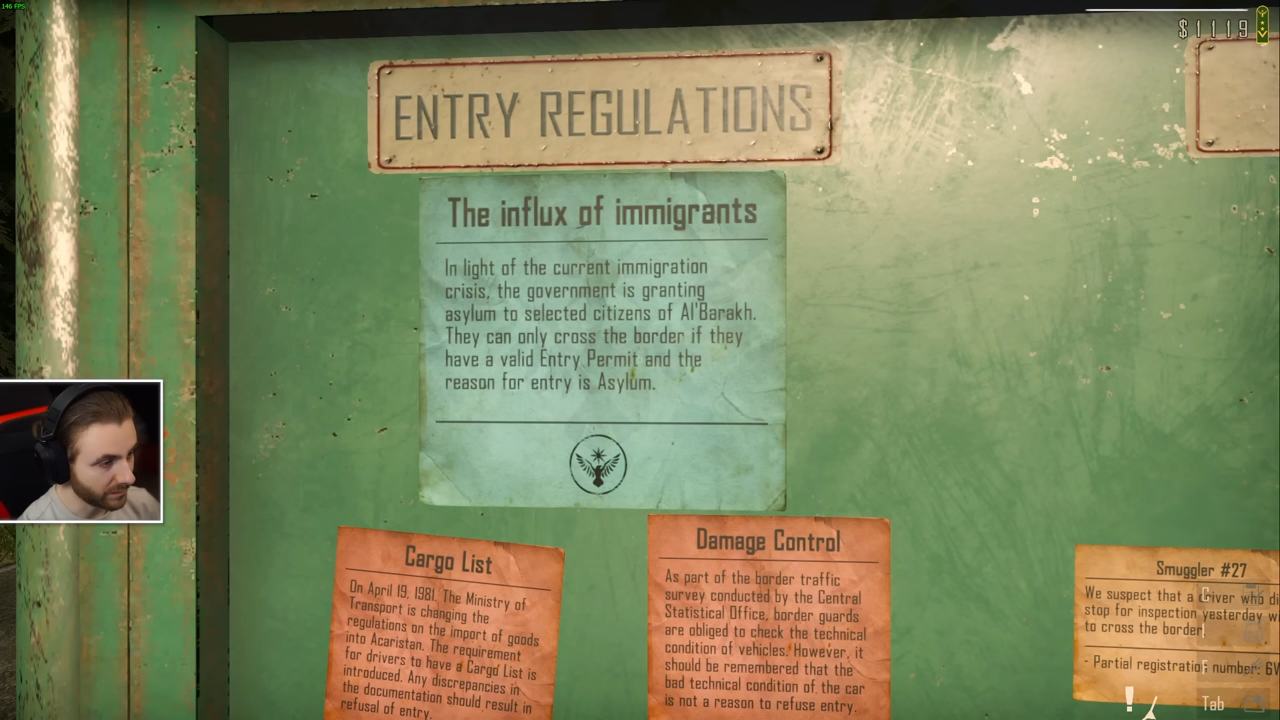 146 FPS
$1119
ENTRY REGULATIONS
The influx of immigrants
In light of the current immigration
crisis, the government is granting
asylum to selected citizens of Al'Barakh.
They can only cross the border if they
have a valid Entry Permit and the
reason for entry is Asylum.
Cargo List
On April 19, 1981, The Ministry of
Transport is changing the
regulations on the import of goods
into Acaristan. The requirement
for drivers to have a Cargo List is
introduced. Any discrepancies in
the documentation should result in
refusal of entry.
Damage Control
As part of the border traffic
survey conducted by the Central
Statistical Office, border guards
are obliged to check the technical
condition of vehicles. However, it
should be remembered that the
bad technical condition of the car
is not a reason to refuse entry.
Smuggler #27
We suspect that a driver who di
stop for inspection yesterday w
to cross the border.
- Partial registration number: 6V
Tab